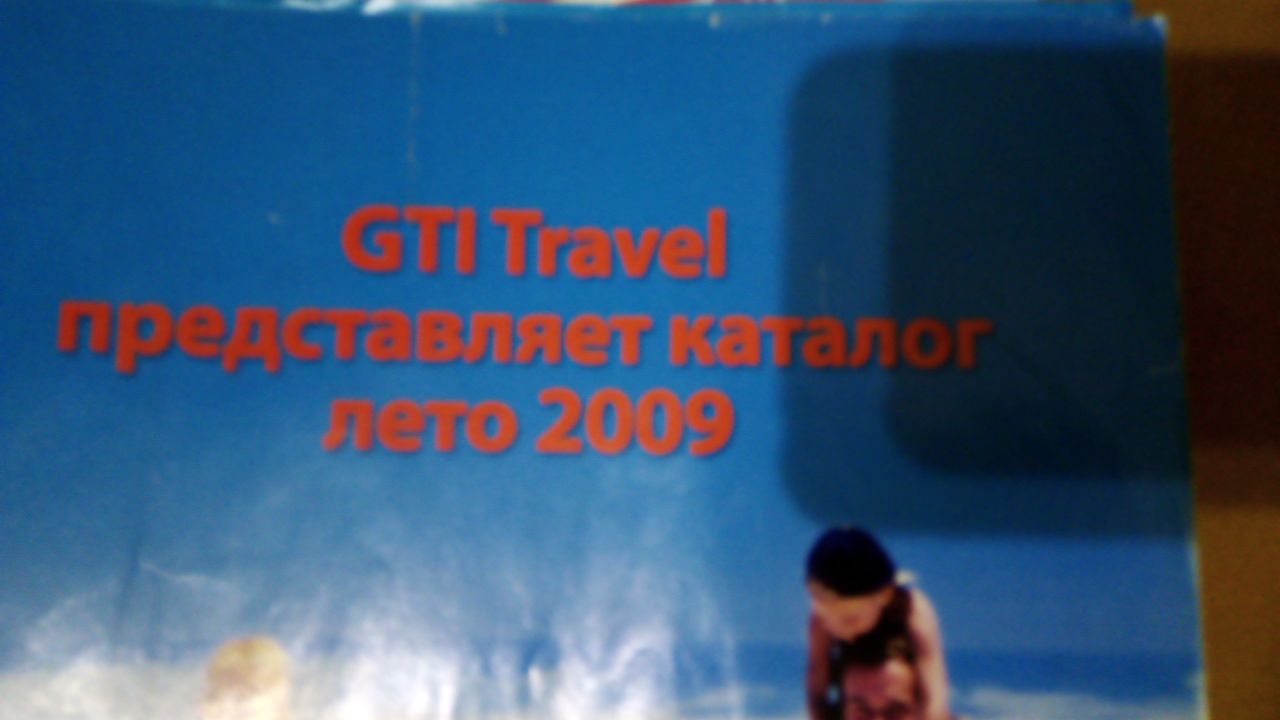 GTI Travel
представляет каталог
лето 2009